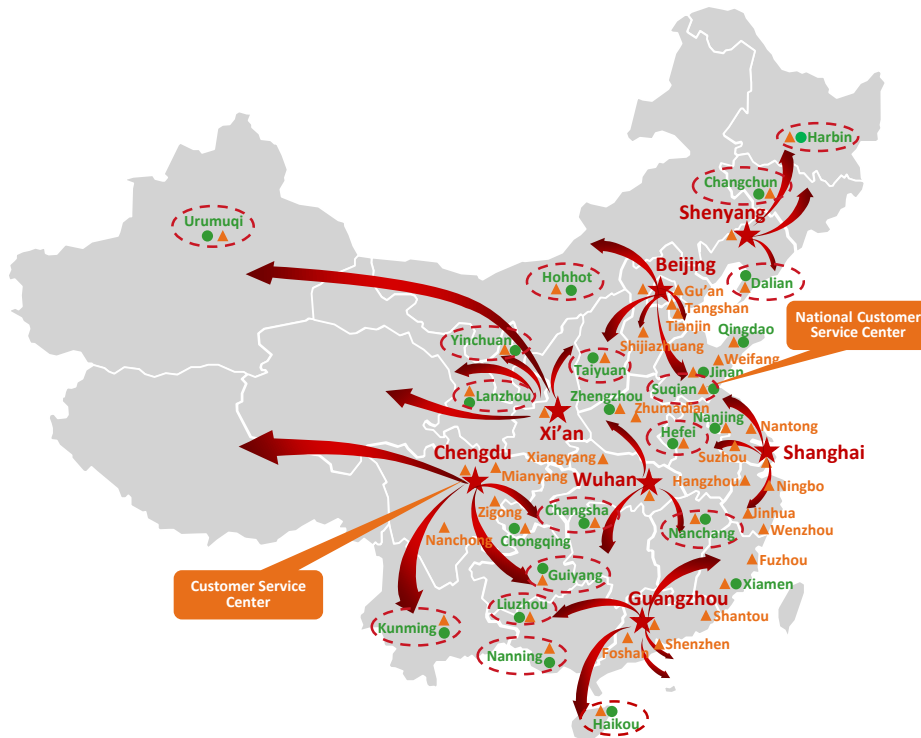 Harbin
Changchun
Shenyang
Urumuqi
Beijing
Hohhot
Dalian
Gu'an
Tangshan
Tianjin
National Customer
Service Center
Qingdao
Shijiazhuang
Yinchuan
Weifang
Taiyuan
Jinan
Suqian
Lanzhou
Zhengzhou
Zhumadian
Nanjing
Xi'an
Hefei
Nantong
Chengdu
Xiangyang
Suzhou
Shanghai
Mianyang
Wuhan
Hangzhou
Ningbo
Zigong
Changsha
Jinhua
Nanchong
Chongqing
Nanchang
Wenzhou
Fuzhou
Guiyang
Customer Service
Center
Xiamen
Liuzhou
Guangzhou
Shantou
Kunming
Nanning
Foshan
Shenzhen
Haikou